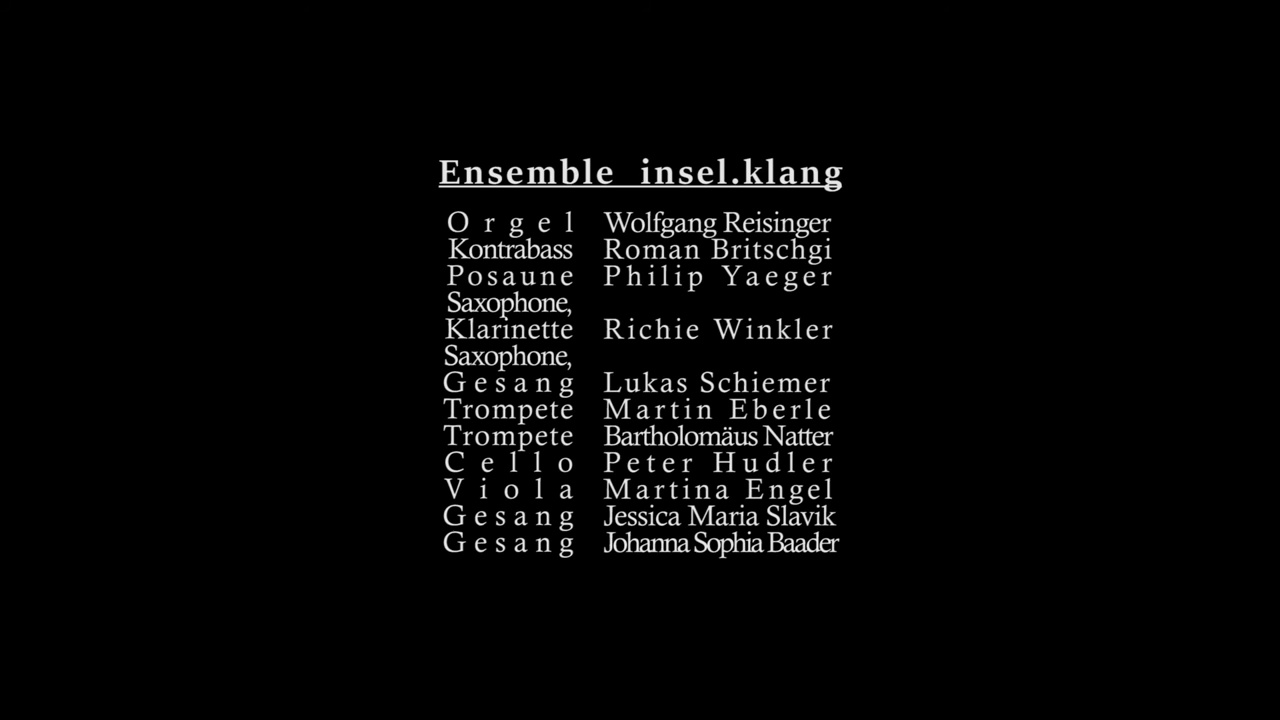 Ensemble insel.klang
Orgel Wolfgang Reisinger
Kontrabass Roman Britschgi
Posaune Philip Yaeger
Saxophone,
Klarinette Richie Winkler
Saxophone,
Gesang Lukas Schiemer
Trompete Martin Eberle
Trompete Bartholomäus Natter
Cello Peter Hudler
Viola Martina Engel
Gesang Jessica Maria Slavik
Gesang Johanna Sophia Baader